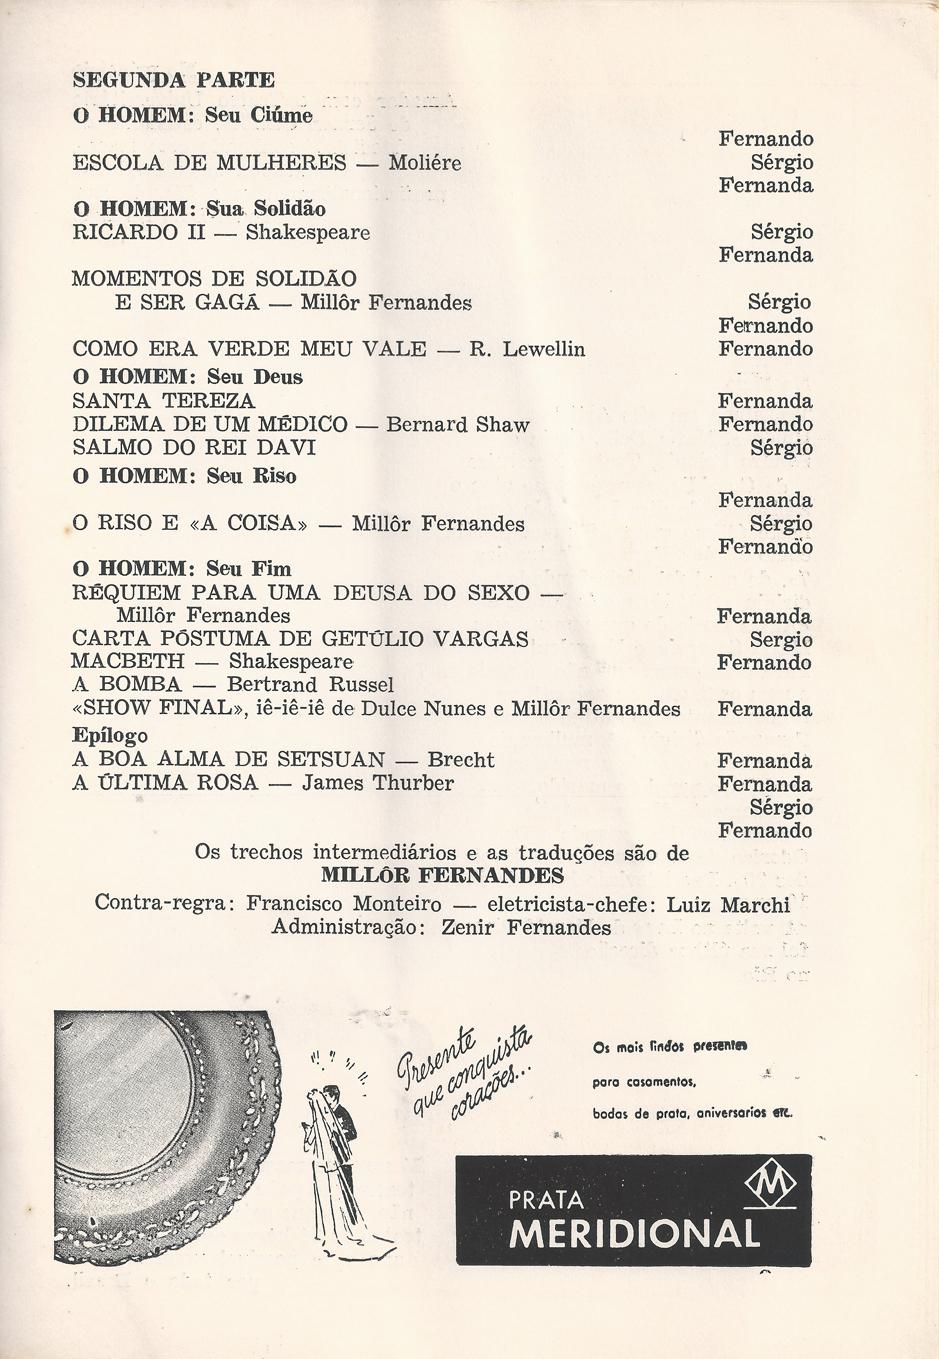 SEGUNDA PARTE
O HOMEM: Seu Ciúme
Fernando
ESCOLA DE MULHERES — Moliére Sérgio
Fernanda
O HOMEM: Sua Solidão
RICARDO II — Shakespeare Sérgio
Fernanda
MOMENTOS DE SOLIDÃO
E SER GAGÁ — Millôr Fernandes Sérgio
Fernando
COMO ERA VERDE MEU VALE — R. Lewellin Fernando
O HOMEM: Seu Deus
SANTA TEREZA Fernanda
DILEMA DE UM MÉDICO — Bernard Shaw Fernando
SALMO DO REI DAVI Sérgio
O HOMEM: Seu Riso
Fernanda
O RISO E «A COISA» — Millôr Fernandes Sérgio
Fernando
O HOMEM: Seu Fim
RÉQUIEM PARA UMA DEUSA DO SEXO —
Millôr Fernandes Fernanda
CARTA PÓSTUMA DE GETÚLIO VARGAS Sergio
MACBETH — Shakespeare Fernando
A BOMBA — Bertrand Russel
«SHOW FINAL», iê-iê-iê de Dulce Nunes e Millôr Fernandes Fernanda
Epílogo
A BOA ALMA DE SETSUAN — Brecht Fernanda
A ÚLTIMA ROSA — James Thurber Fernanda
Sérgio
Fernando
Os trechos intermediários e as traduções são de
MILLÔR FERNANDES
Contra-regra: Francisco Monteiro — eletricista-chefe: Luiz Marchi
Administração: Zenir Fernandes
Presente
que conquista
corações...
Os mais lindos presentes
para casamentos,
bodas de prata, aniversarios etc.
M
PRATA
MERIDIONAL